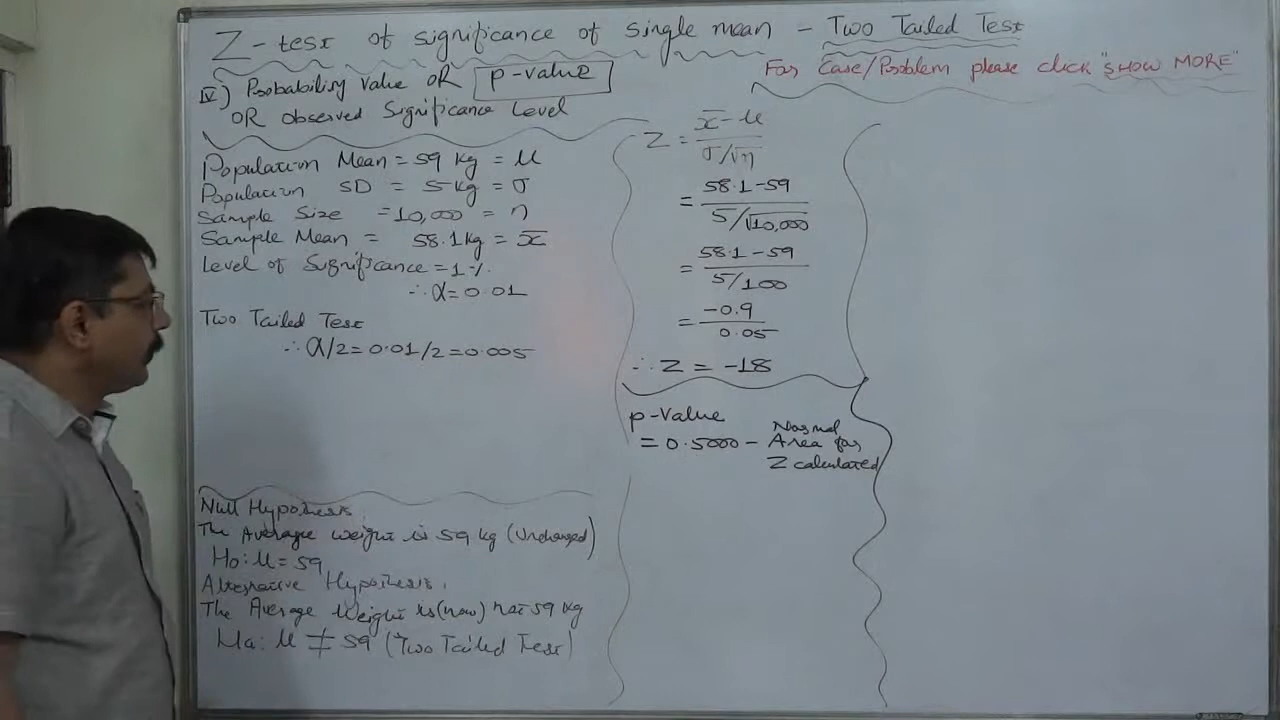 Z-test of significance of single mean - Two Tailed Test
For Case/Problem please click "SHOW MORE"
IV) Probability Value OR p-value
OR Observed Significance Level
Population Mean = 59 kg = μ
Population SD = 5 kg = σ
Sample Size = 10,000 = n
Sample Mean = 58.1 kg = x̄
Level of Significance = 1%
∴ α = 0.01
Two Tailed Test
∴ α/2 = 0.01/2 = 0.005
Null Hypothesis
The Average weight is 59 kg (Unchanged)
Ho: μ = 59
Alternative Hypothesis.
The Average Weight is (now) not 59 kg
Ha: μ ≠ 59 (Two Tailed Test)
Z = x̄ - μ
σ/√n
= 58.1 - 59
5/√10,000
= 58.1 - 59
5/100
= -0.9
0.05
∴ Z = -18
p-Value
= 0.5000 - Normal
Area for
Z calculated